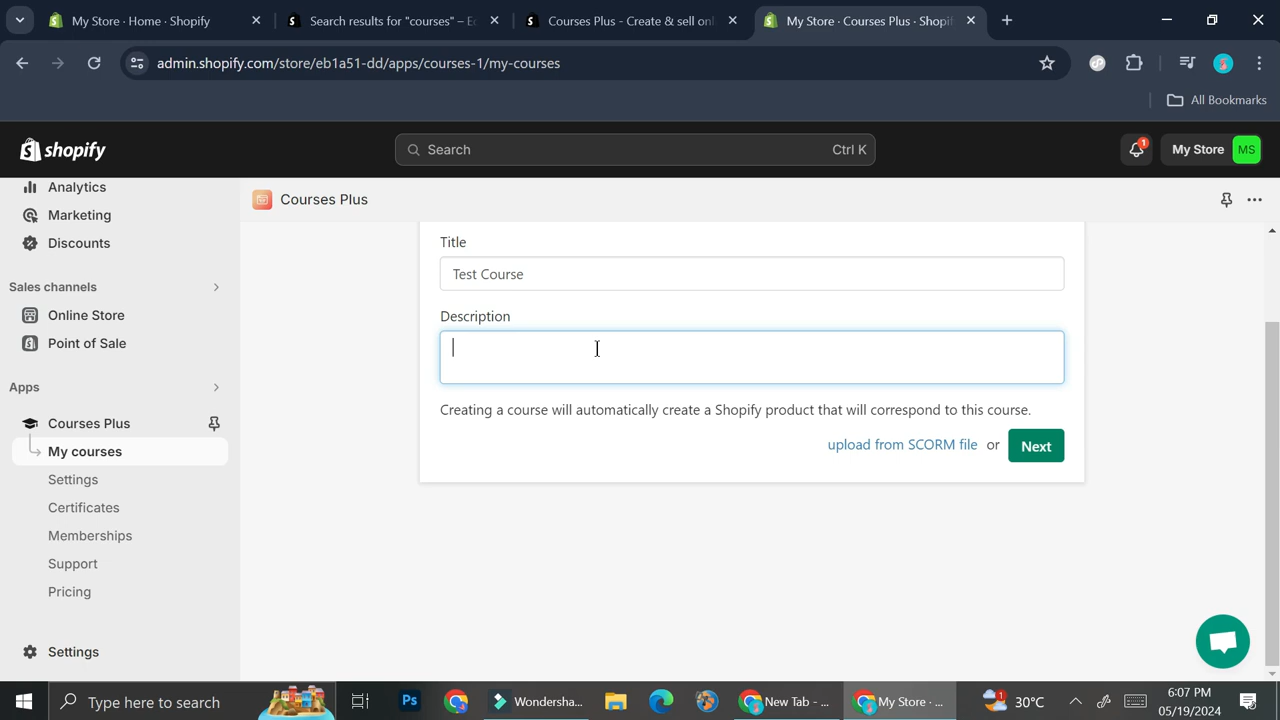 My Store · Home · Shopify
Search results for "courses" – Ec
Courses Plus - Create & sell onl
My Store · Courses Plus · Shopif
admin.shopify.com/store/eb1a51-dd/apps/courses-1/my-courses
All Bookmarks
shopify
Search
Ctrl K
1
My Store
MS
Analytics
Marketing
Discounts
Sales channels
Online Store
Point of Sale
Apps
Courses Plus
My courses
Settings
Certificates
Memberships
Support
Pricing
Settings
Courses Plus
Title
Test Course
Description
Creating a course will automatically create a Shopify product that will correspond to this course.
upload from SCORM file or Next
Type here to search
Ps
Wondersha...
New Tab - ...
My Store · ...
1
30°C
6:07 PM
05/19/2024